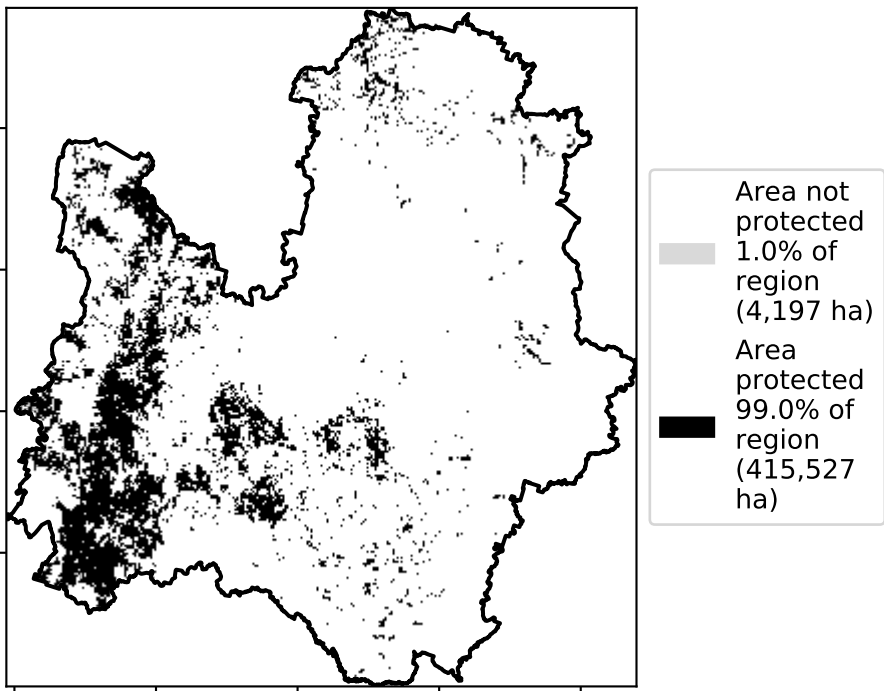 Area not
protected
1.0% of
region
(4,197 ha)
Area
protected
99.0% of
region
(415,527
ha)